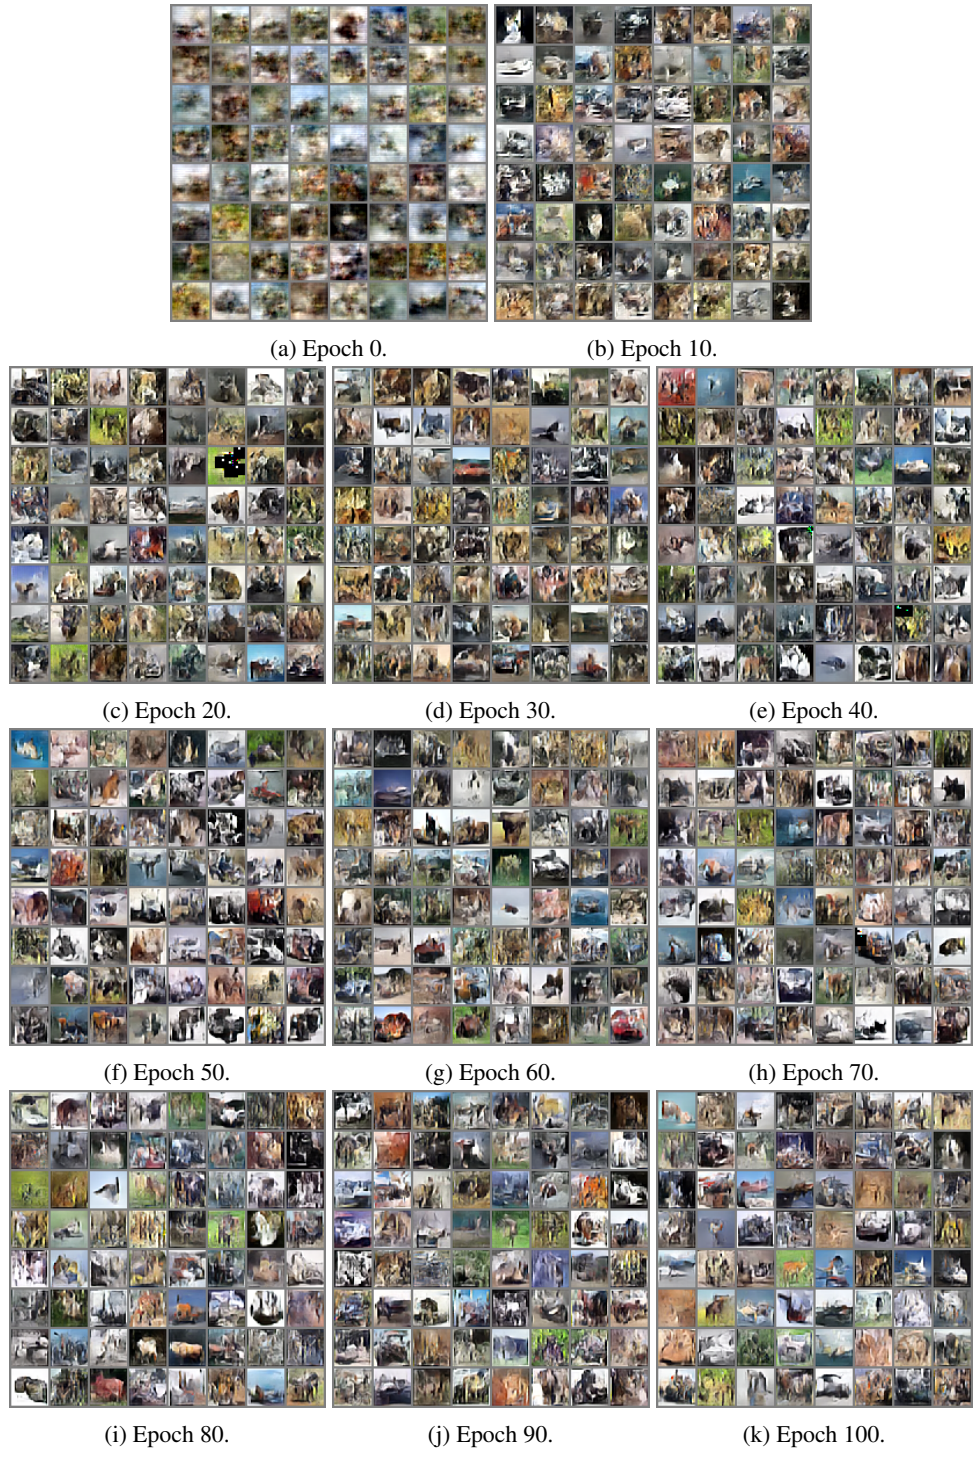 (a) Epoch 0.
(b) Epoch 10.
(c) Epoch 20.
(d) Epoch 30.
(e) Epoch 40.
(f) Epoch 50.
(g) Epoch 60.
(h) Epoch 70.
(i) Epoch 80.
(j) Epoch 90.
(k) Epoch 100.